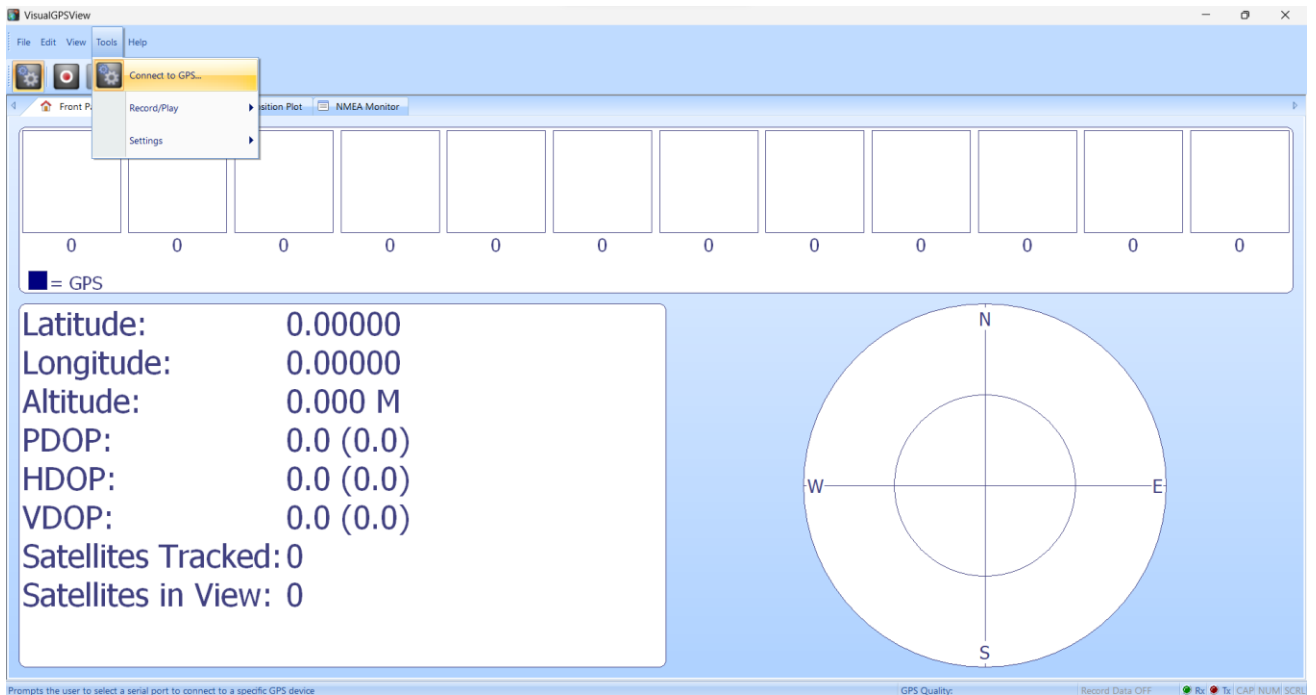 VisualGPSView
File Edit View Tools Help
Connect to GPS...
Front P
Record/Play
sition Plot
NMEA Monitor
Settings
0 0 0 0 0 0 0 0 0 0 0 0
= GPS
Latitude: 0.00000
Longitude: 0.00000
Altitude: 0.000 M
PDOP: 0.0 (0.0)
HDOP: 0.0 (0.0)
VDOP: 0.0 (0.0)
Satellites Tracked: 0
Satellites in View: 0
N
W E
S
Prompts the user to select a serial port to connect to a specific GPS device GPS Quality: Record Data OFF Rx Tx CAP NUM SCRL